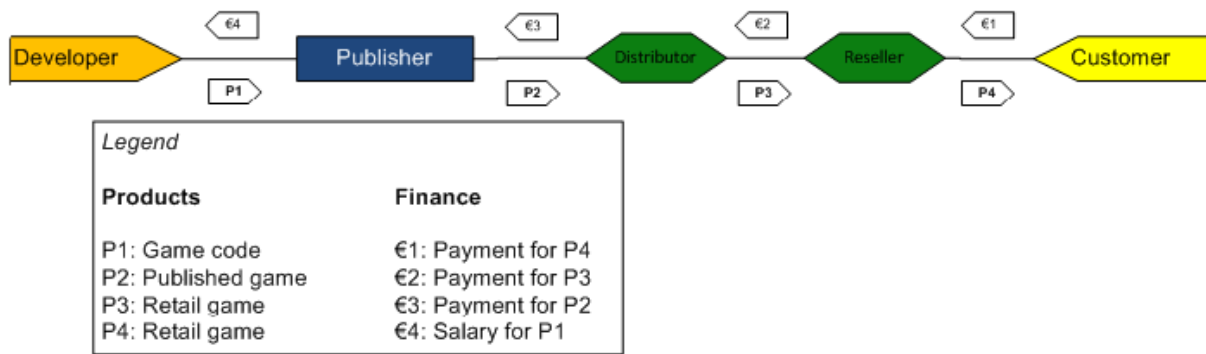 €4 €3 €2 €1
Developer Publisher Distributor Reseller Customer
P1 P2 P3 P4
Legend
Products Finance
P1: Game code €1: Payment for P4
P2: Published game €2: Payment for P3
P3: Retail game €3: Payment for P2
P4: Retail game €4: Salary for P1